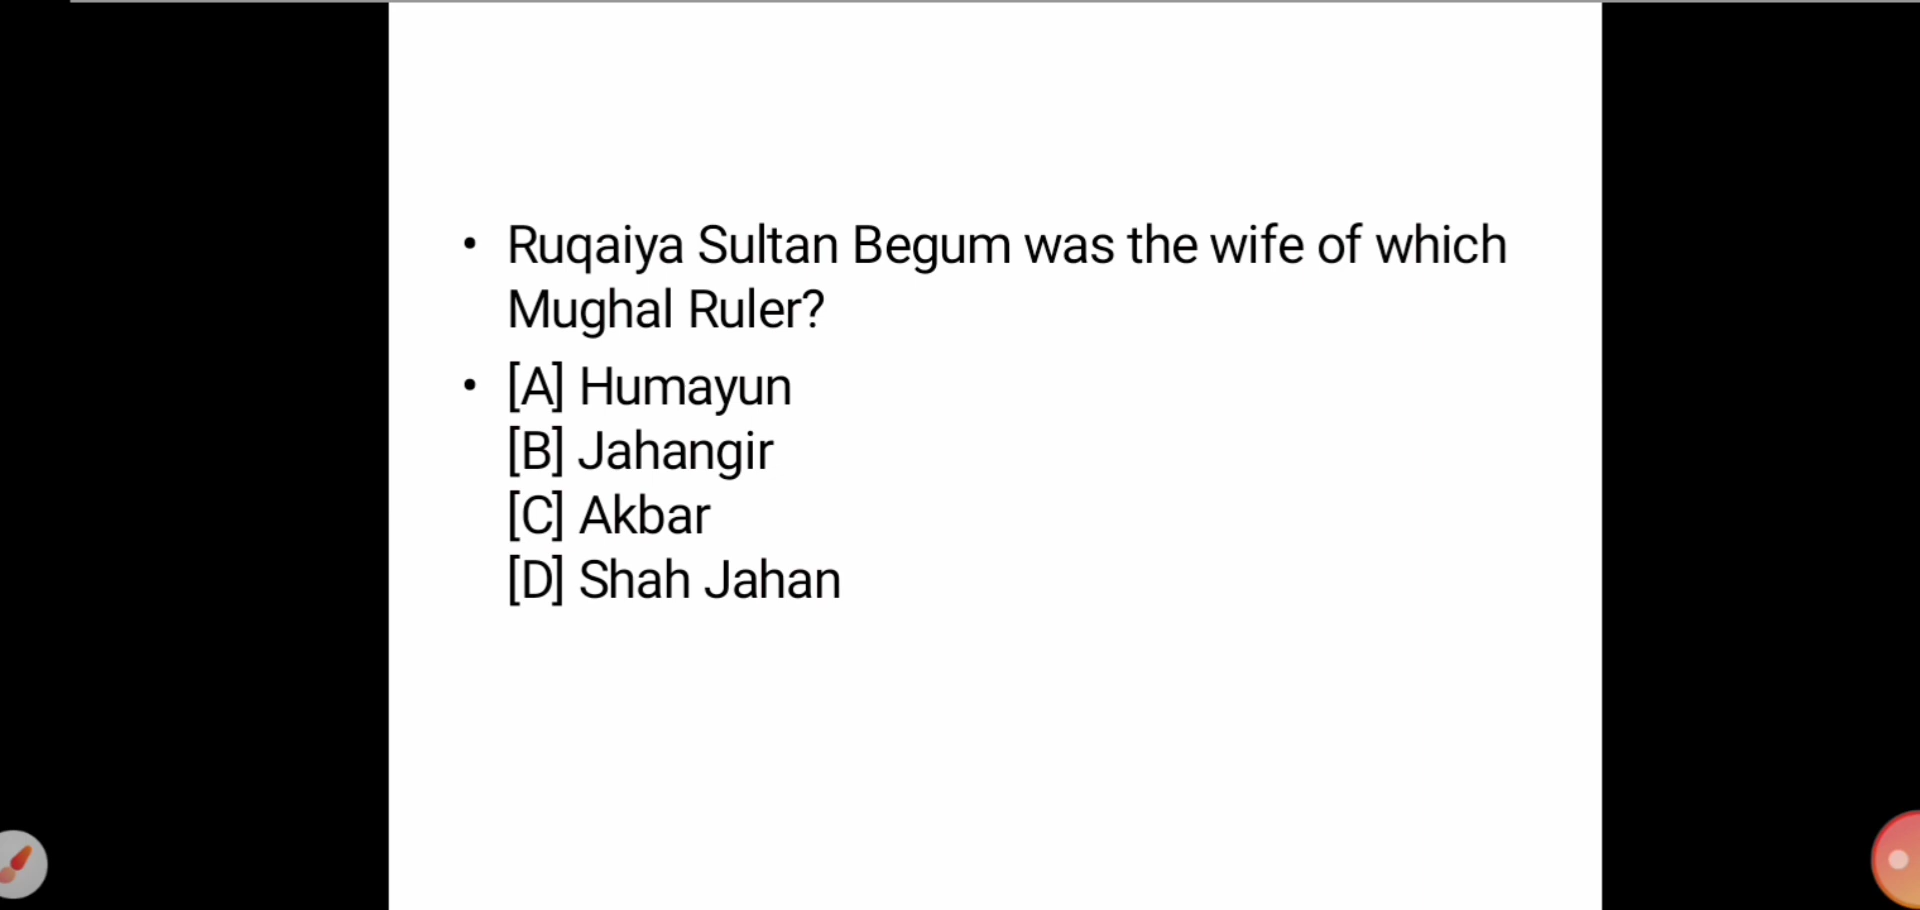 • Ruqaiya Sultan Begum was the wife of which
Mughal Ruler?
• [A] Humayun
[B] Jahangir
[C] Akbar
[D] Shah Jahan